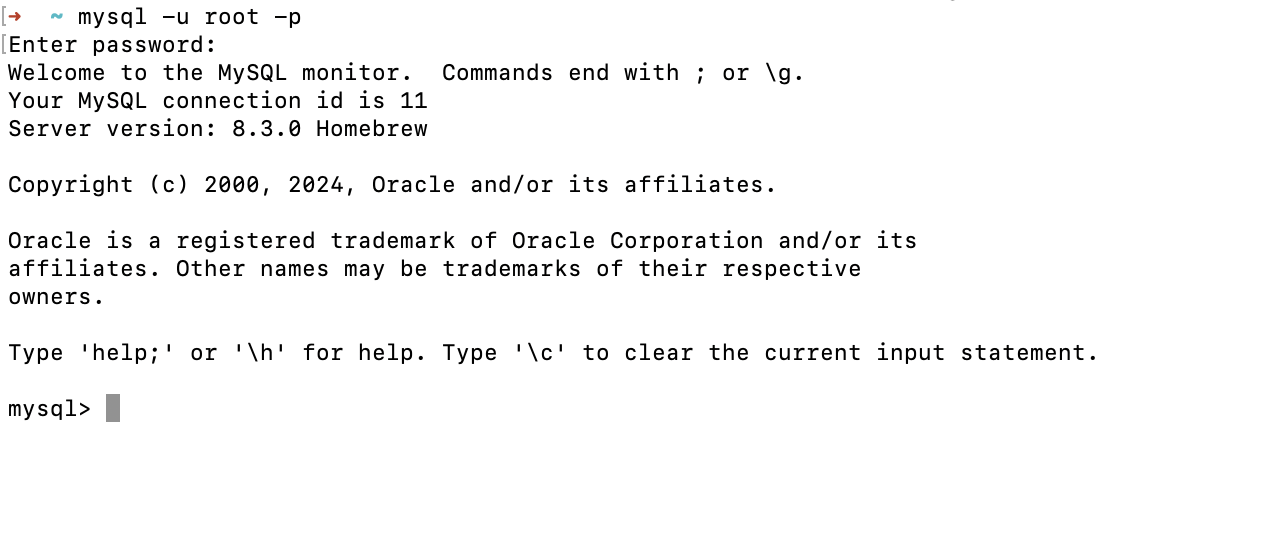 [➜  ~ mysql -u root -p
[Enter password:
Welcome to the MySQL monitor.  Commands end with ; or \g.
Your MySQL connection id is 11
Server version: 8.3.0 Homebrew
Copyright (c) 2000, 2024, Oracle and/or its affiliates.
Oracle is a registered trademark of Oracle Corporation and/or its
affiliates. Other names may be trademarks of their respective
owners.
Type 'help;' or '\h' for help. Type '\c' to clear the current input statement.
mysql>